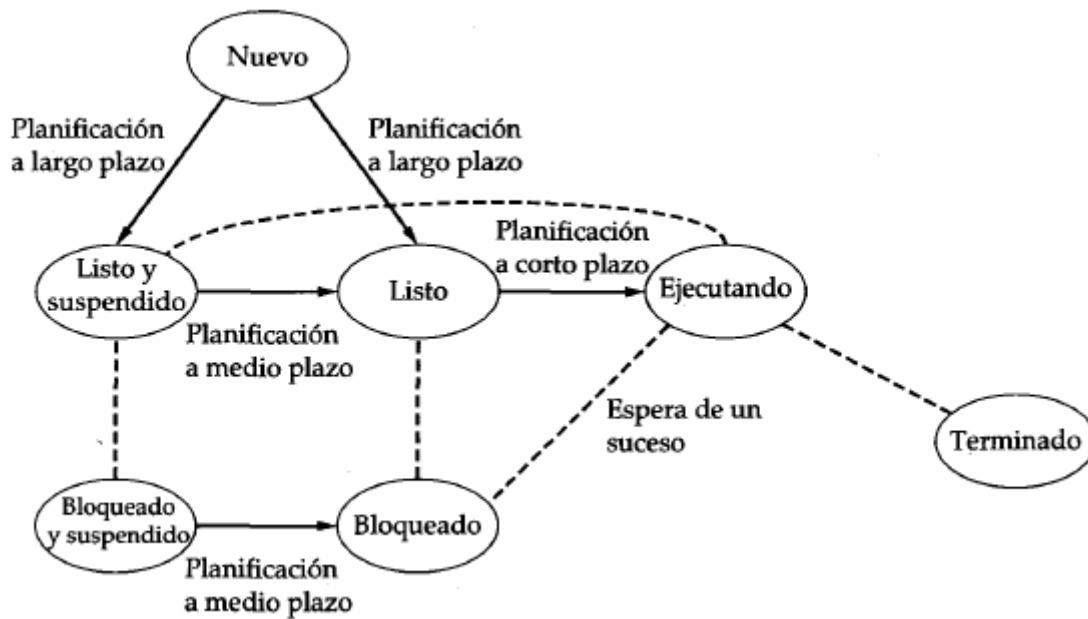 Nuevo
Planificación
a largo plazo
Planificación
a largo plazo
Listo y
suspendido
Planificación
a medio plazo
Listo
Planificación
a corto plazo
Ejecutando
Espera de un
suceso
Terminado
Bloqueado
y suspendido
Planificación
a medio plazo
Bloqueado